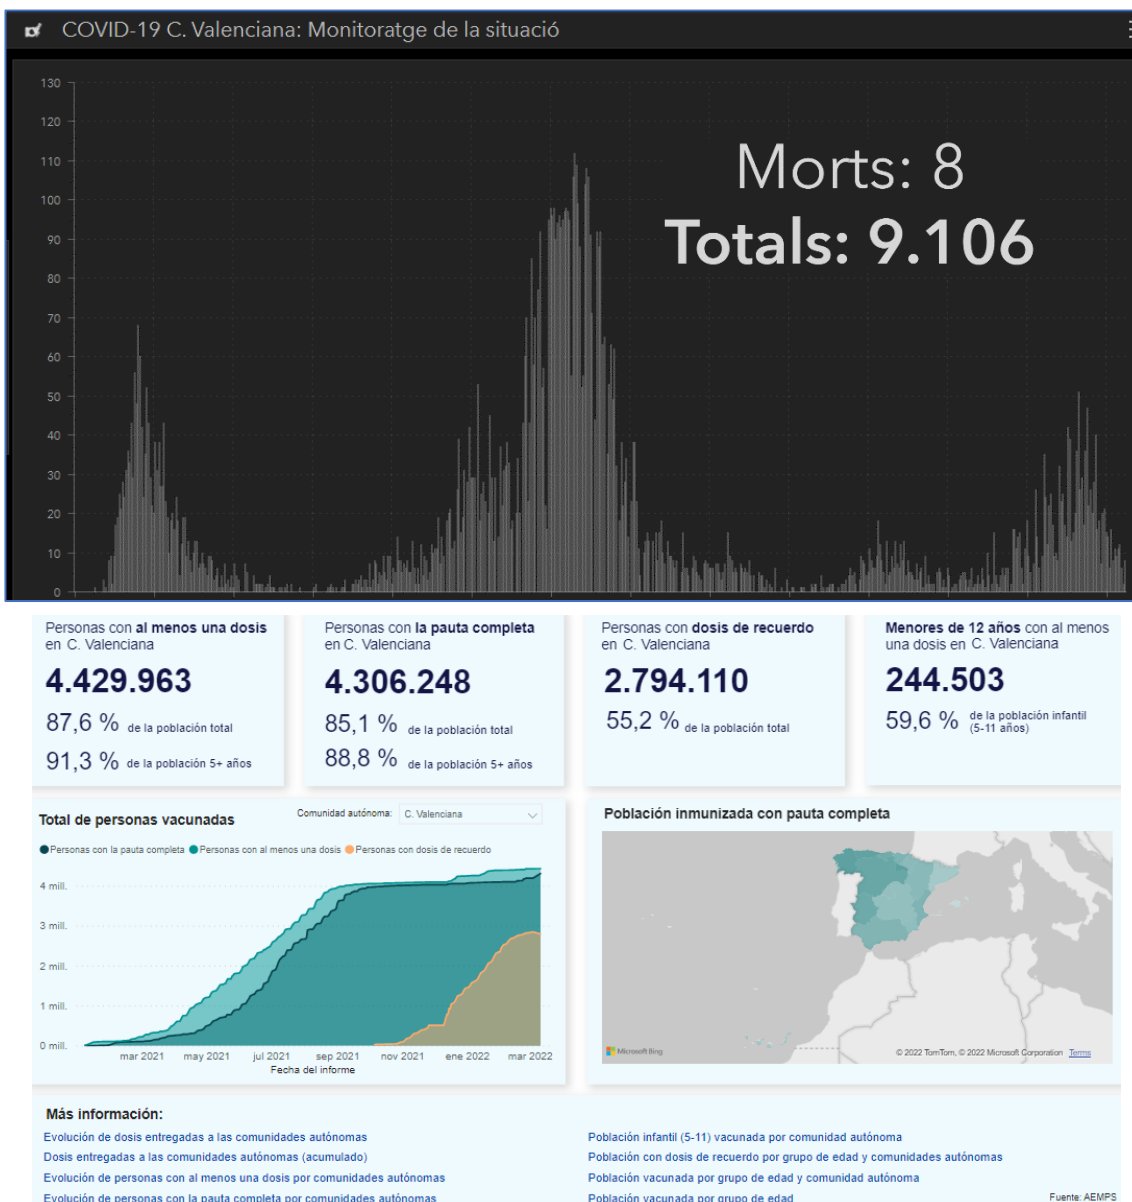 COVID-19 C. Valenciana: Monitoratge de la situació
130
120
110
100
90
80
70
60
50
40
30
20
10
0
Morts: 8
Totals: 9.106
Personas con al menos una dosis
en C. Valenciana
4.429.963
87,6 % de la población total
91,3 % de la población 5+ años
Personas con la pauta completa
en C. Valenciana
4.306.248
85,1 % de la población total
88,8 % de la población 5+ años
Personas con dosis de recuerdo
en C. Valenciana
2.794.110
55,2 % de la población total
Menores de 12 años con al menos
una dosis en C. Valenciana
244.503
59,6 % de la población infantil
(5-11 años)
Total de personas vacunadas
Comunidad autónoma: C. Valenciana
Personas con la pauta completa Personas con al menos una dosis Personas con dosis de recuerdo
4 mill.
3 mill.
2 mill.
1 mill.
0 mill.
mar 2021 may 2021 jul 2021 sep 2021 nov 2021 ene 2022 mar 2022
Fecha del informe
Población inmunizada con pauta completa
Microsoft Bing
© 2022 TomTom, © 2022 Microsoft Corporation Terms
Más información:
Evolución de dosis entregadas a las comunidades autónomas
Dosis entregadas a las comunidades autónomas (acumulado)
Evolución de personas con al menos una dosis por comunidades autónomas
Evolución de personas con la pauta completa por comunidades autónomas
Población infantil (5-11) vacunada por comunidad autónoma
Población con dosis de recuerdo por grupo de edad y comunidades autónomas
Población vacunada por grupo de edad y comunidad autónoma
Población vacunada por grupo de edad
Fuente: AEMPS